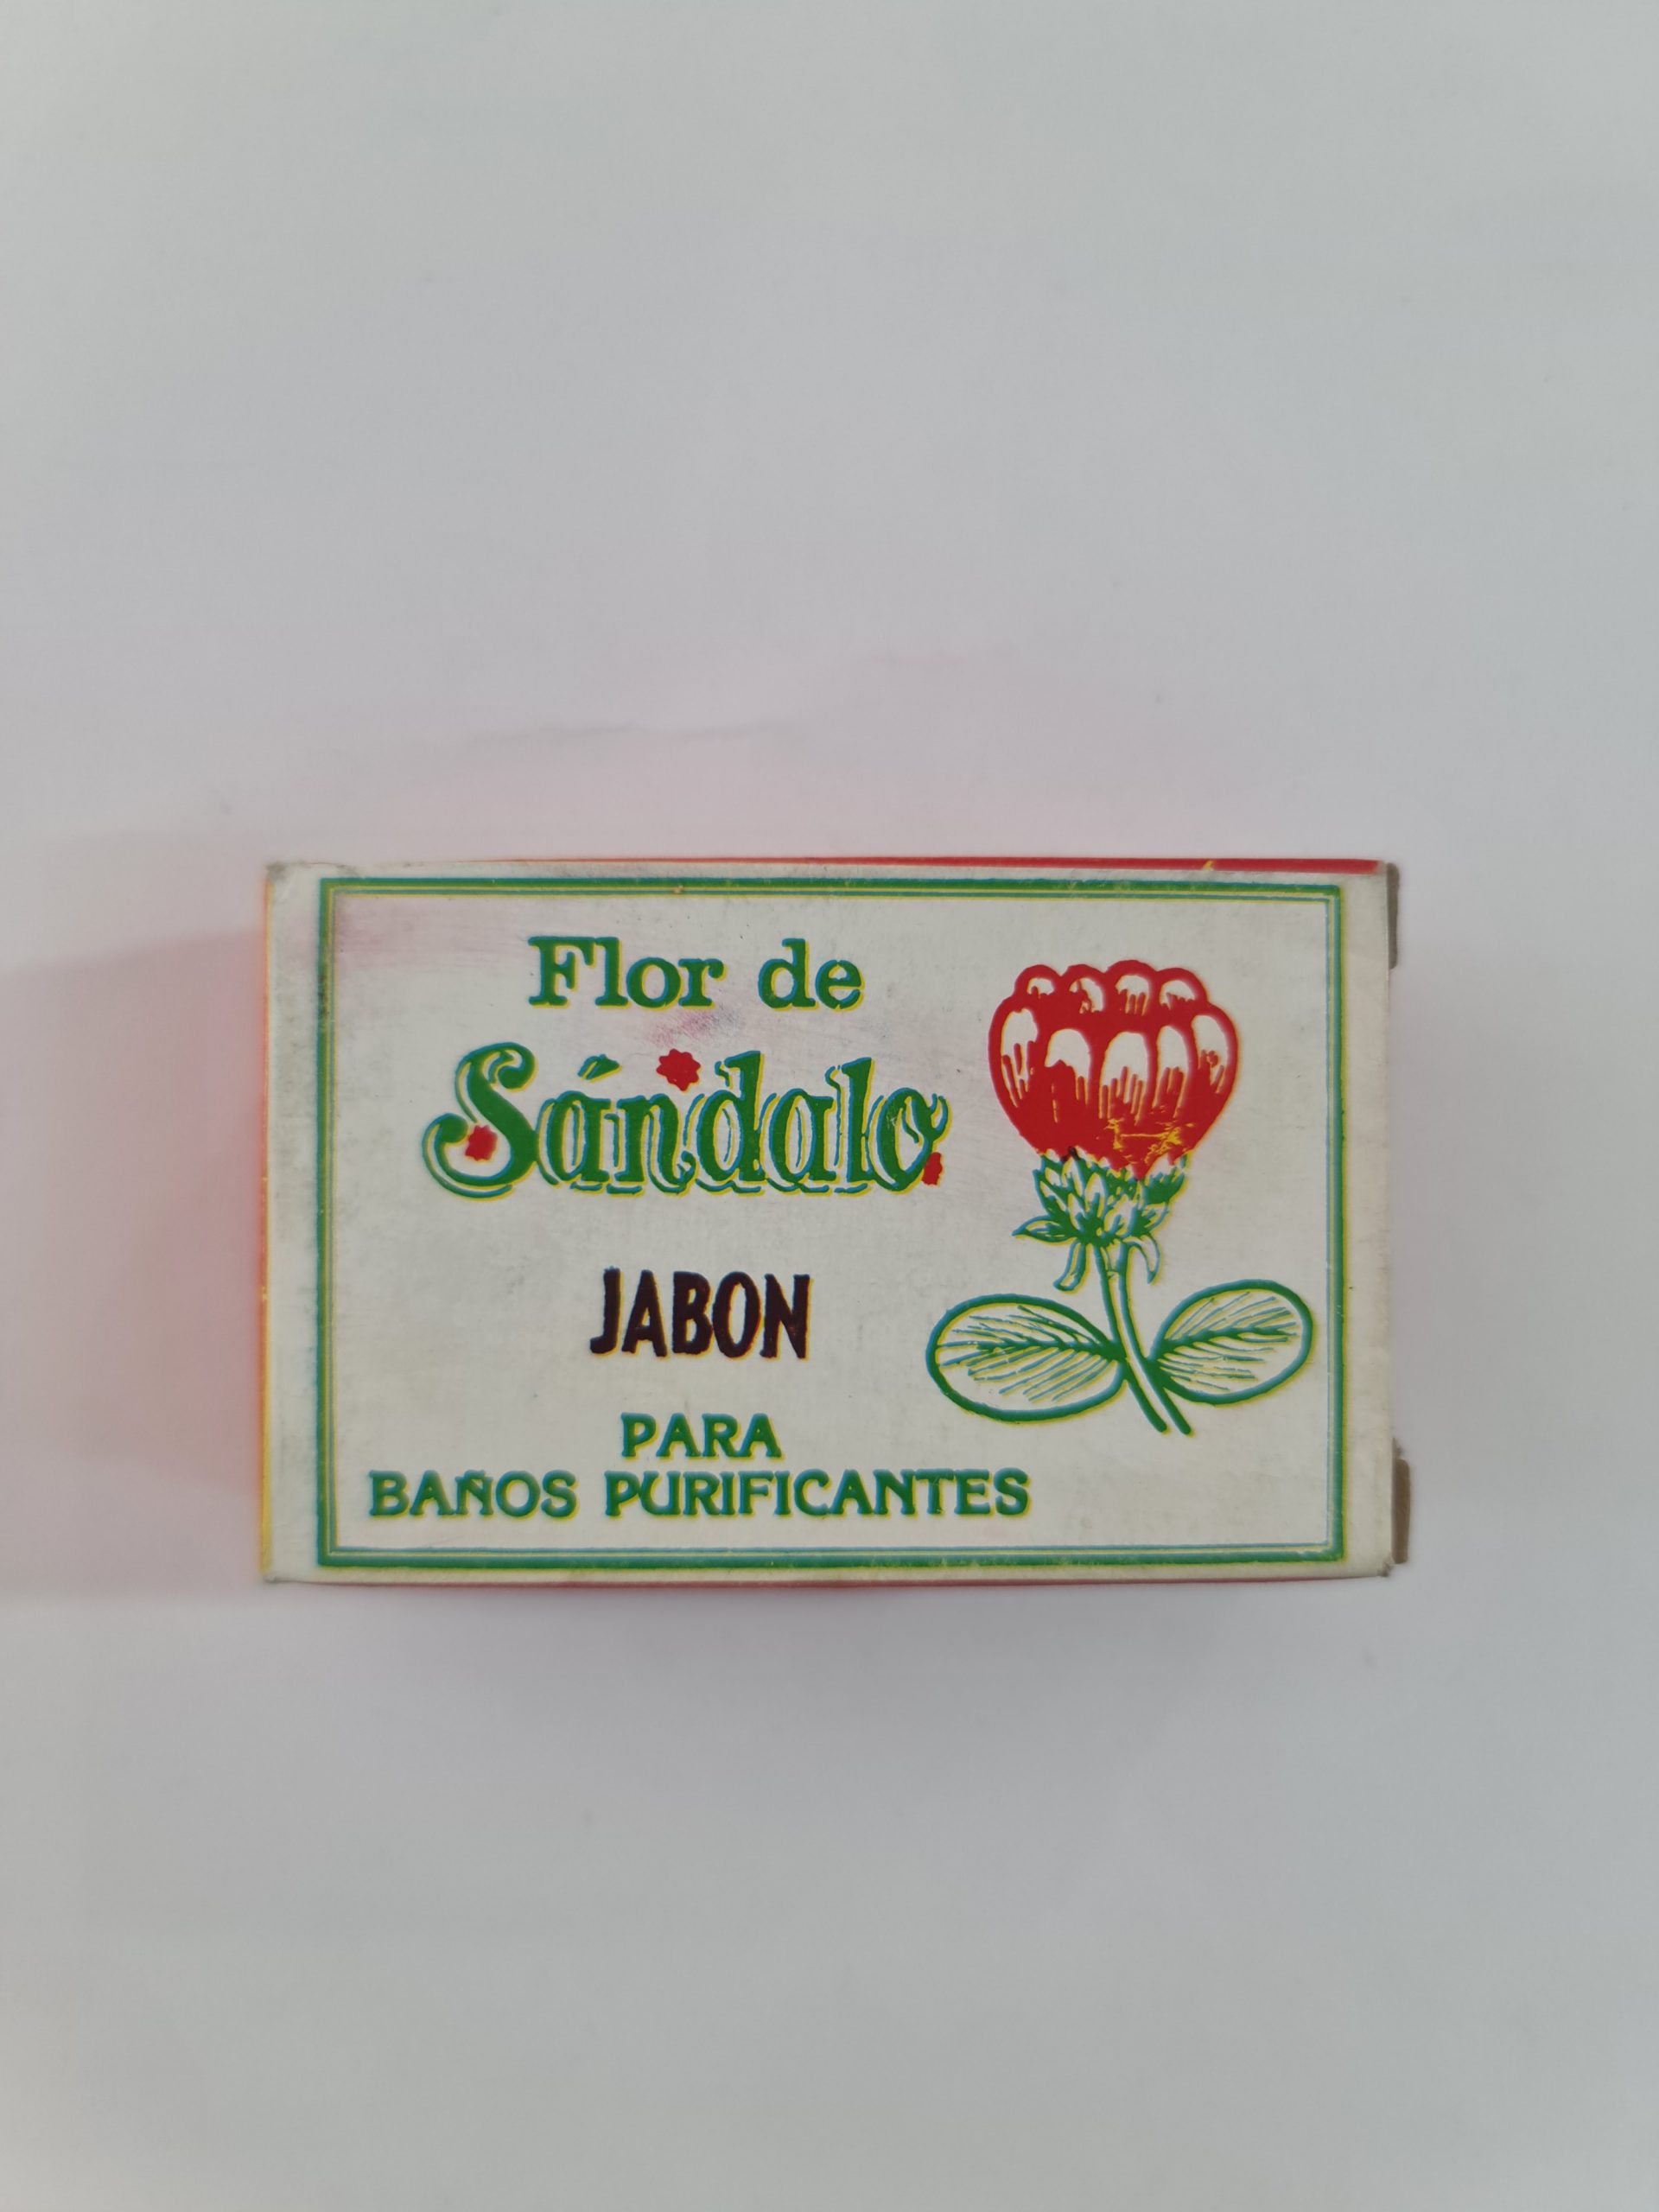 Flor de
Sándalo
JABON
PARA
BAÑOS PURIFICANTES